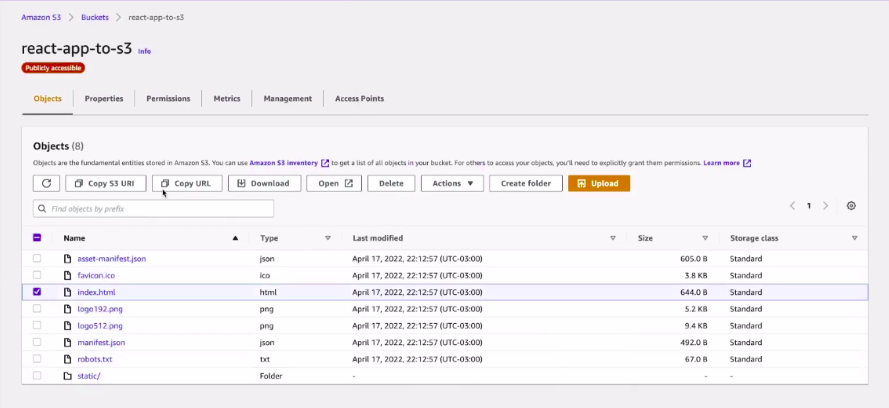 Amazon S3 > Buckets > react-app-to-s3
react-app-to-s3 Info
Publicly accessible
Objects Properties Permissions Metrics Management Access Points
Objects (8)
Objects are the fundamental entities stored in Amazon S3. You can use Amazon S3 inventory to get a list of all objects in your bucket. For others to access your objects, you'll need to explicitly grant them permissions. Learn more
Copy S3 URI Copy URL Download Open Delete Actions Create folder Upload
Find objects by prefix 1
Name Type Last modified Size Storage class
asset-manifest.json json April 17, 2022, 22:12:57 (UTC-03:00) 605.0 B Standard
favicon.ico ico April 17, 2022, 22:12:57 (UTC-03:00) 3.8 KB Standard
index.html html April 17, 2022, 22:12:57 (UTC-03:00) 644.0 B Standard
logo192.png png April 17, 2022, 22:12:57 (UTC-03:00) 5.2 KB Standard
logo512.png png April 17, 2022, 22:12:57 (UTC-03:00) 9.4 KB Standard
manifest.json json April 17, 2022, 22:12:57 (UTC-03:00) 492.0 B Standard
robots.txt txt April 17, 2022, 22:12:57 (UTC-03:00) 67.0 B Standard
static/ Folder - - -